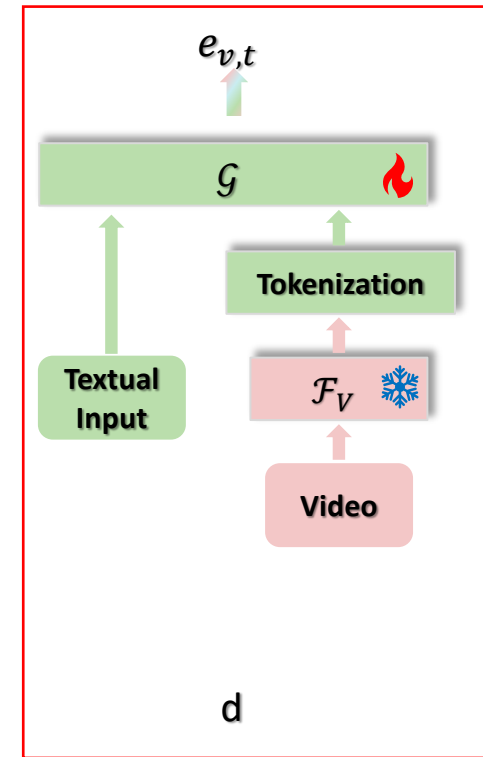 e_{v,t}
𝒢
Tokenization
Textual
Input
ℱ_V
Video
d